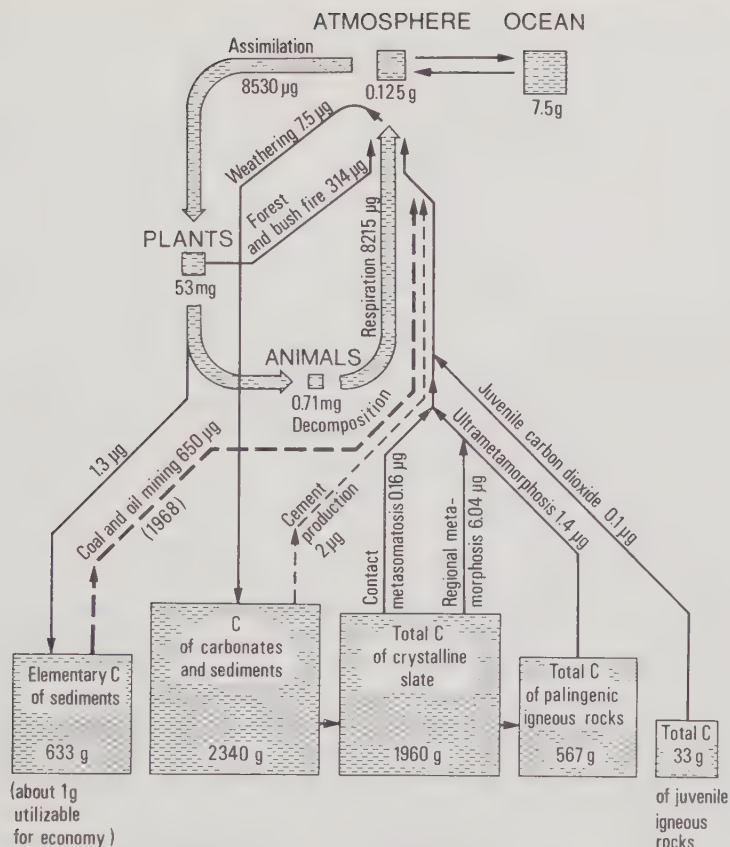 ATMOSPHERE OCEAN
Assimilation
8530 µg
0.125 g
7.5g
Weathering 7.5 µg
Forest
and bush fire 314 µg
Respiration 8215 µg
PLANTS
53 mg
ANIMALS
0.71mg
Decomposition
1.3 µg
Coal and oil mining 650 µg
(1968)
Cement
production
2 µg
Contact
metasomatosis 0.16 µg
Regional meta-
morphosis 6.04 µg
Ultrametamorphosis 1.4 µg
Juvenile carbon dioxide 0.1 µg
Elementary C
of sediments
633 g
(about 1g
utilizable
for economy)
C
of carbonates
and sediments
2340 g
Total C
of crystalline
slate
1960 g
Total C
of palingenic
igneous rocks
567 g
Total C
33 g
of juvenile
igneous
rocks